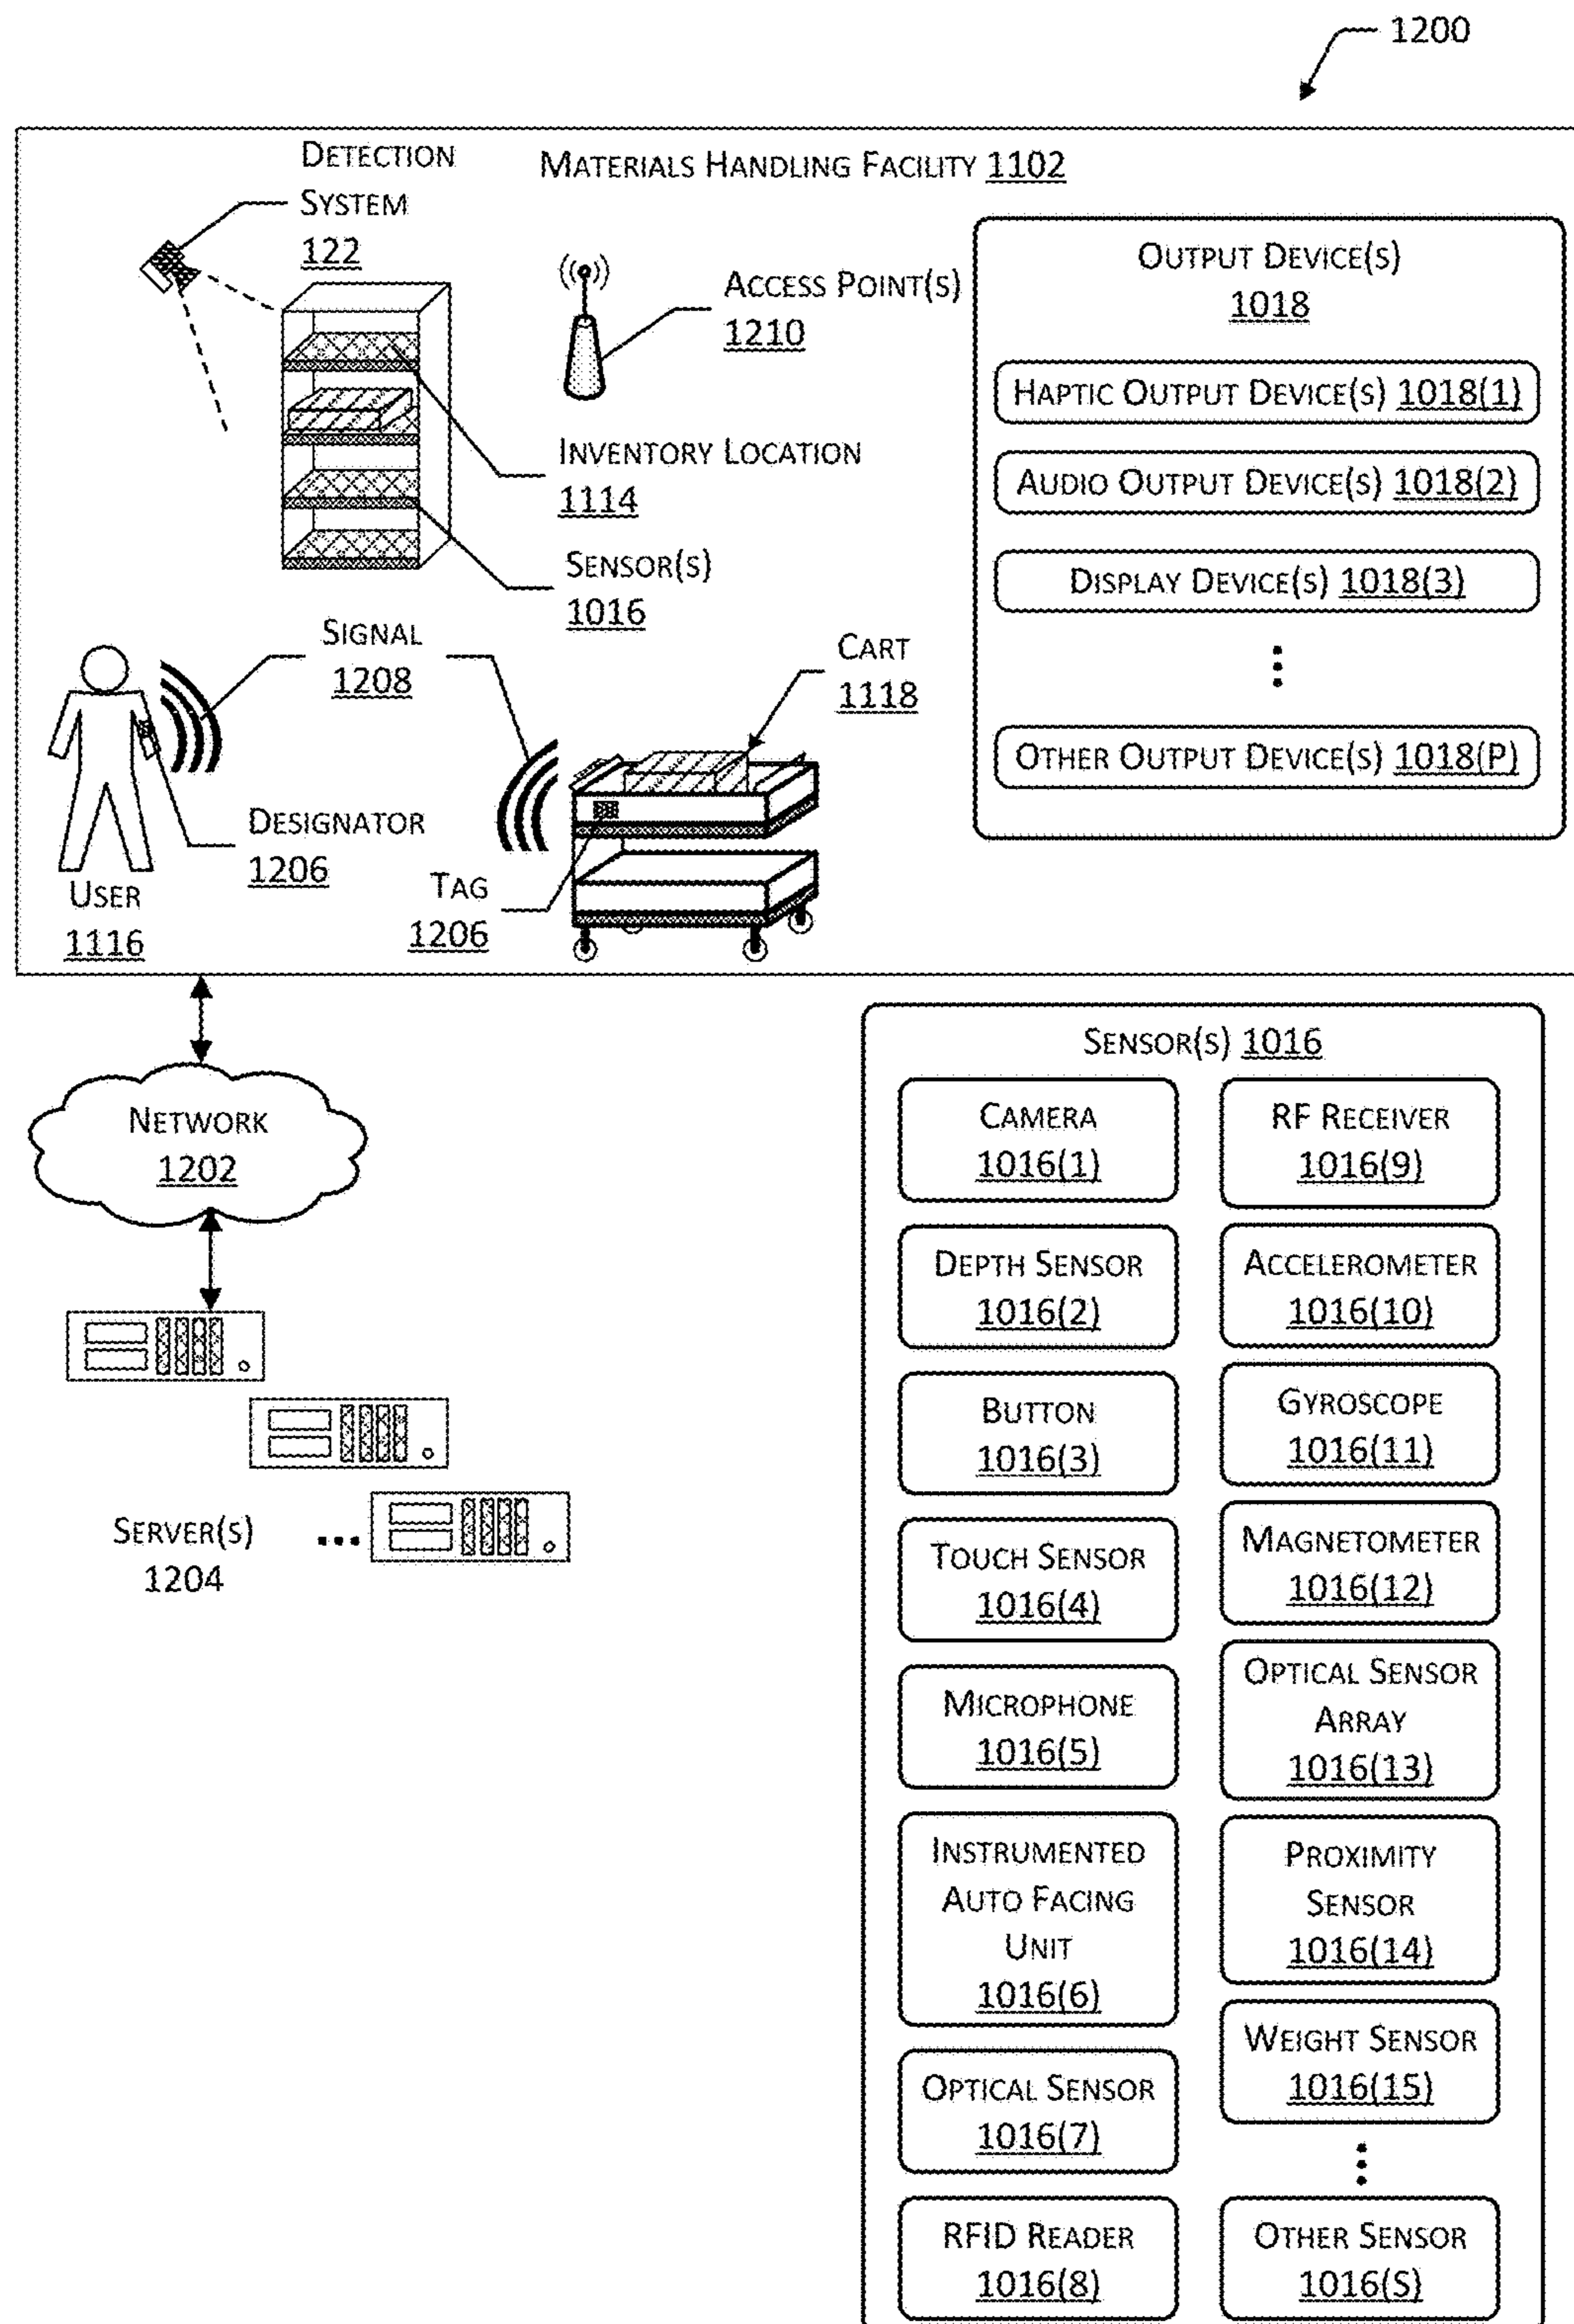 1200
DETECTION
SYSTEM
122
MATERIALS HANDLING FACILITY 1102
ACCESS POINT(S)
1210
INVENTORY LOCATION
1114
SENSOR(S)
1016
SIGNAL
1208
CART
1118
DESIGNATOR
1206
USER
1116
TAG
1206
OUTPUT DEVICE(S)
1018
HAPTIC OUTPUT DEVICE(S) 1018(1)
AUDIO OUTPUT DEVICE(S) 1018(2)
DISPLAY DEVICE(S) 1018(3)
OTHER OUTPUT DEVICE(S) 1018(P)
NETWORK
1202
SERVER(S)
1204
SENSOR(S) 1016
CAMERA
1016(1)
DEPTH SENSOR
1016(2)
BUTTON
1016(3)
TOUCH SENSOR
1016(4)
MICROPHONE
1016(5)
INSTRUMENTED
AUTO FACING
UNIT
1016(6)
OPTICAL SENSOR
1016(7)
RFID READER
1016(8)
RF RECEIVER
1016(9)
ACCELEROMETER
1016(10)
GYROSCOPE
1016(11)
MAGNETOMETER
1016(12)
OPTICAL SENSOR
ARRAY
1016(13)
PROXIMITY
SENSOR
1016(14)
WEIGHT SENSOR
1016(15)
OTHER SENSOR
1016(S)